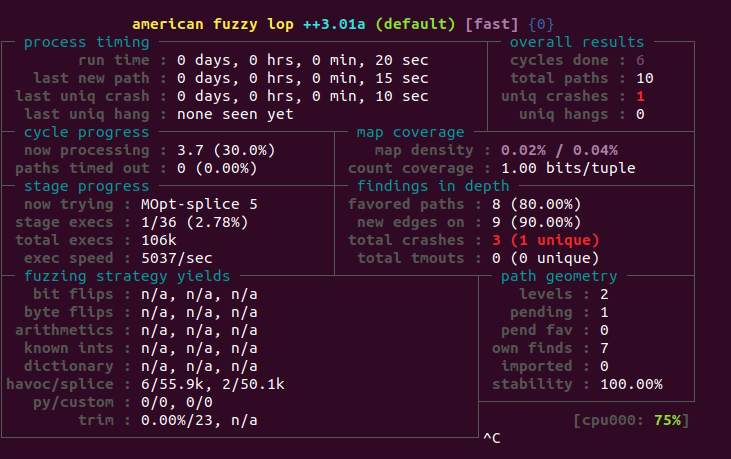 american fuzzy lop ++3.01a (default) [fast] {0}
process timing overall results
run time : 0 days, 0 hrs, 0 min, 20 sec cycles done : 6
last new path : 0 days, 0 hrs, 0 min, 15 sec total paths : 10
last uniq crash : 0 days, 0 hrs, 0 min, 10 sec uniq crashes : 1
last uniq hang : none seen yet uniq hangs : 0
cycle progress map coverage
now processing : 3.7 (30.0%) map density : 0.02% / 0.04%
paths timed out : 0 (0.00%) count coverage : 1.00 bits/tuple
stage progress findings in depth
now trying : MOpt-splice 5 favored paths : 8 (80.00%)
stage execs : 1/36 (2.78%) new edges on : 9 (90.00%)
total execs : 106k total crashes : 3 (1 unique)
exec speed : 5037/sec total tmouts : 0 (0 unique)
fuzzing strategy yields path geometry
bit flips : n/a, n/a, n/a levels : 2
byte flips : n/a, n/a, n/a pending : 1
arithmetics : n/a, n/a, n/a pend fav : 0
known ints : n/a, n/a, n/a own finds : 7
dictionary : n/a, n/a, n/a imported : 0
havoc/splice : 6/55.9k, 2/50.1k stability : 100.00%
py/custom : 0/0, 0/0
trim : 0.00%/23, n/a [cpu000: 75%]
^C